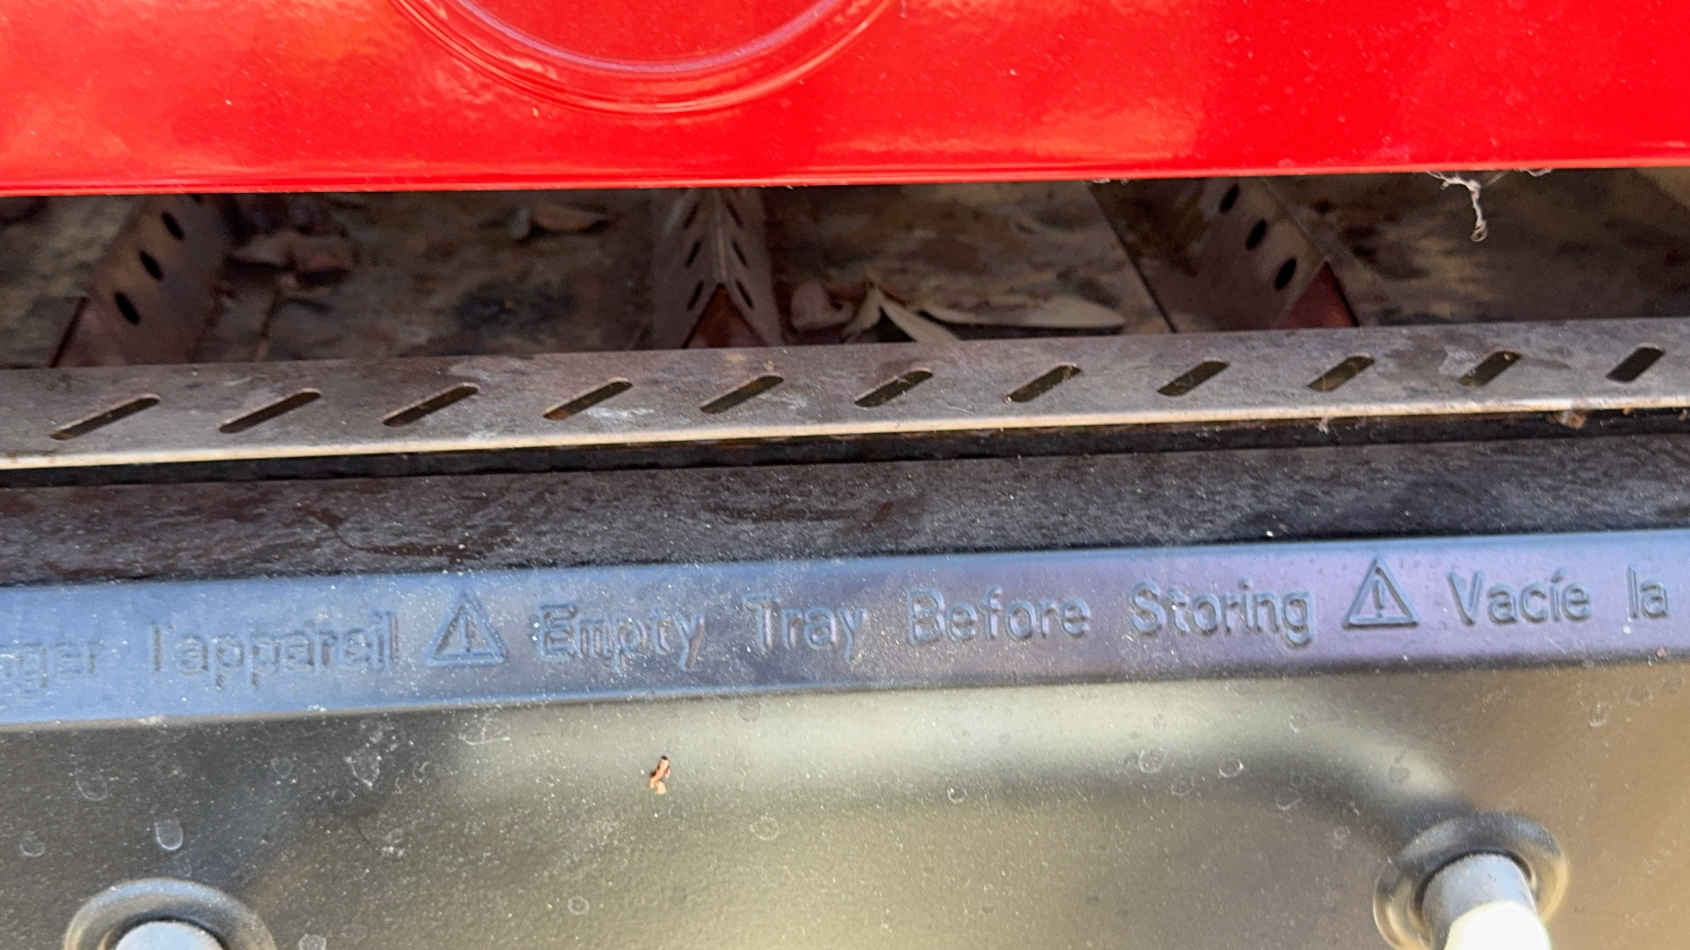 l'appareil ⚠ Empty Tray Before Storing ⚠ Vacíe la